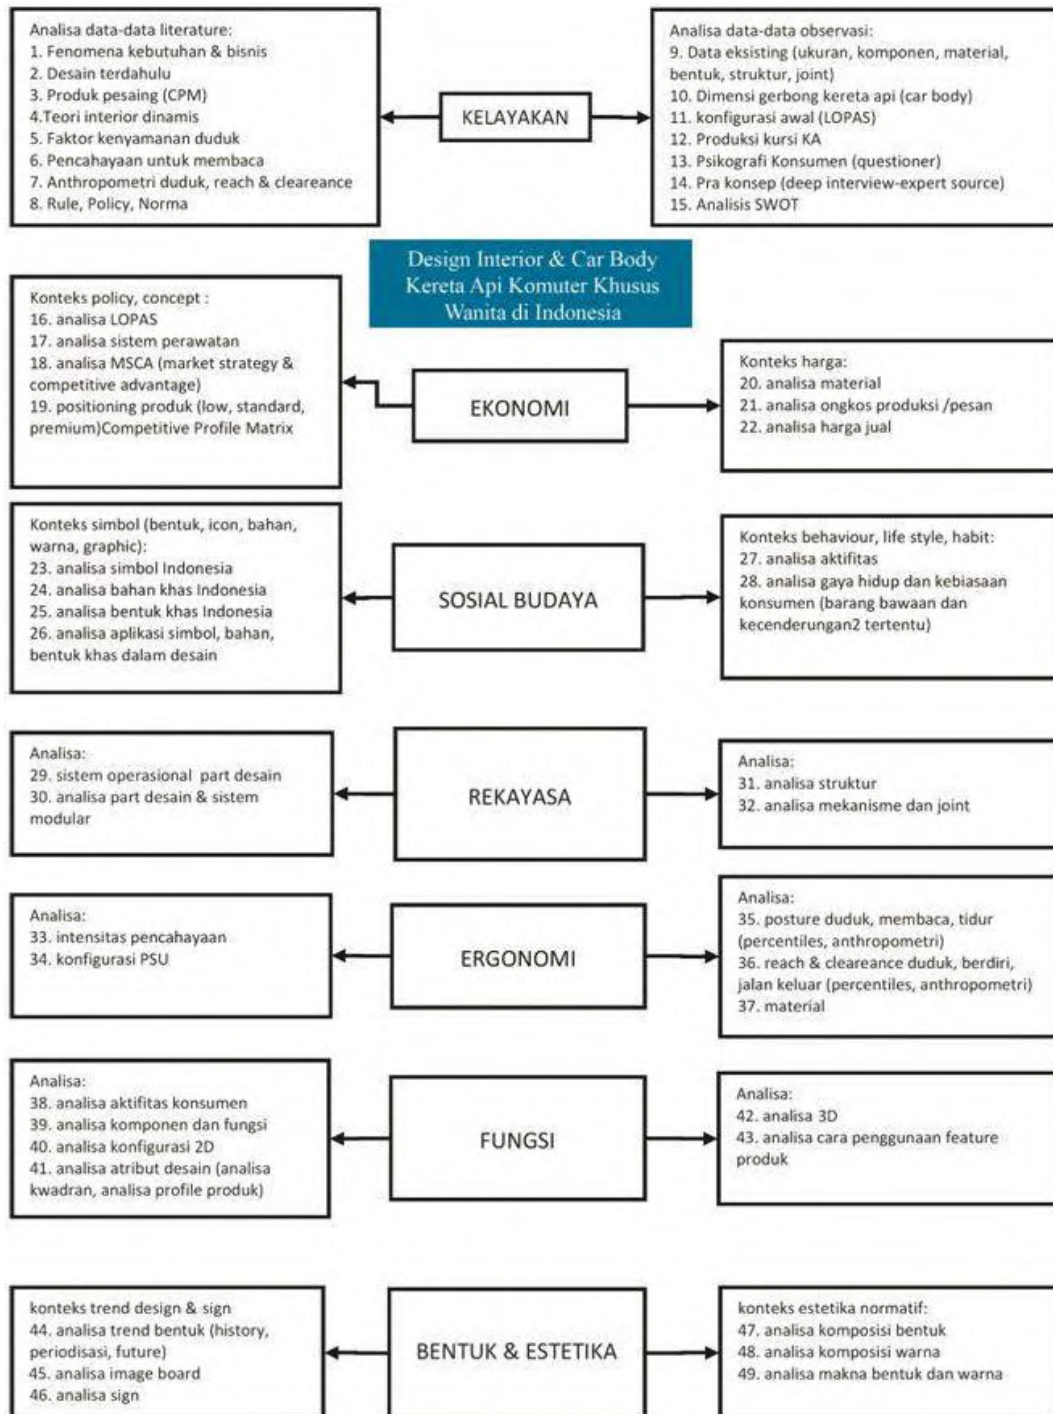 Analisa data-data literature:
1. Fenomena kebutuhan & bisnis
2. Desain terdahulu
3. Produk pesaing (CPM)
4.Teori interior dinamis
5. Faktor kenyamanan duduk
6. Pencahayaan untuk membaca
7. Anthropometri duduk, reach & cleareance
8. Rule, Policy, Norma
KELAYAKAN
Analisa data-data observasi:
9. Data eksisting (ukuran, komponen, material,
bentuk, struktur, joint)
10. Dimensi gerbong kereta api (car body)
11. konfigurasi awal (LOPAS)
12. Produksi kursi KA
13. Psikografi Konsumen (questioner)
14. Pra konsep (deep interview-expert source)
15. Analisis SWOT
Design Interior & Car Body
Kereta Api Komuter Khusus
Wanita di Indonesia
Konteks policy, concept :
16. analisa LOPAS
17. analisa sistem perawatan
18. analisa MSCA (market strategy &
competitive advantage)
19. positioning produk (low, standard,
premium)Competitive Profile Matrix
EKONOMI
Konteks harga:
20. analisa material
21. analisa ongkos produksi /pesan
22. analisa harga jual
Konteks simbol (bentuk, icon, bahan,
warna, graphic):
23. analisa simbol Indonesia
24. analisa bahan khas Indonesia
25. analisa bentuk khas Indonesia
26. analisa aplikasi simbol, bahan,
bentuk khas dalam desain
SOSIAL BUDAYA
Konteks behaviour, life style, habit:
27. analisa aktifitas
28. analisa gaya hidup dan kebiasaan
konsumen (barang bawaan dan
kecenderungan2 tertentu)
Analisa:
29. sistem operasional part desain
30. analisa part desain & sistem
modular
REKAYASA
Analisa:
31. analisa struktur
32. analisa mekanisme dan joint
Analisa:
33. intensitas pencahayaan
34. konfigurasi PSU
ERGONOMI
Analisa:
35. posture duduk, membaca, tidur
(percentiles, anthropometri)
36. reach & cleareance duduk, berdiri,
jalan keluar (percentiles, anthropometri)
37. material
Analisa:
38. analisa aktifitas konsumen
39. analisa komponen dan fungsi
40. analisa konfigurasi 2D
41. analisa atribut desain (analisa
kwadran, analisa profile produk)
FUNGSI
Analisa:
42. analisa 3D
43. analisa cara penggunaan feature
produk
konteks trend design & sign
44. analisa trend bentuk (history,
periodisasi, future)
45. analisa image board
46. analisa sign
BENTUK & ESTETIKA
konteks estetika normatif:
47. analisa komposisi bentuk
48. analisa komposisi warna
49. analisa makna bentuk dan warna